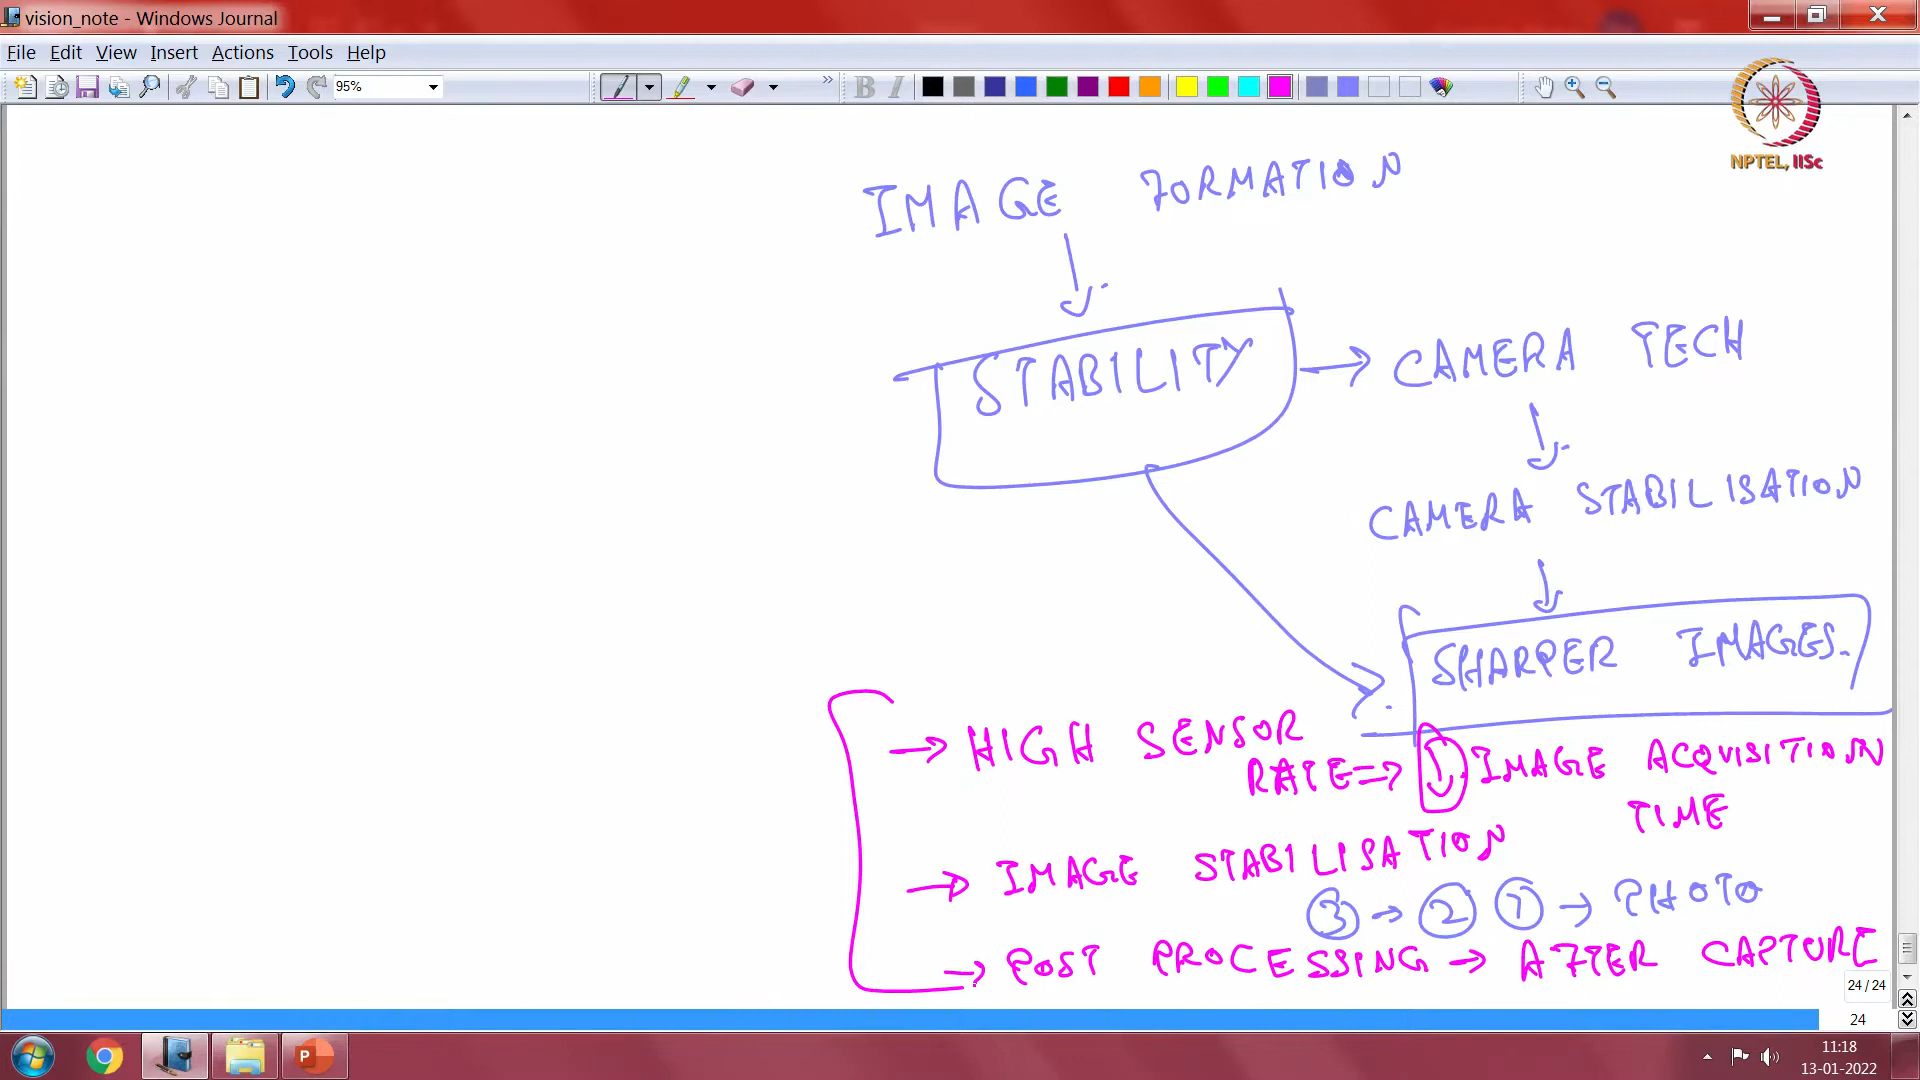 vision_note - Windows Journal
File Edit View Insert Actions Tools Help
95%
B I
NPTEL, IISc
IMAGE FORMATION
STABILITY → CAMERA TECH
CAMERA STABILISATION
SHARPER IMAGES.
→ HIGH SENSOR
RATE ⇒ ↓ IMAGE ACQUISITION
TIME
→ IMAGE STABILISATION
3 → 2 1 → PHOTO
→ POST PROCESSING → AFTER CAPTURE
24 / 24
24
11:18
13-01-2022